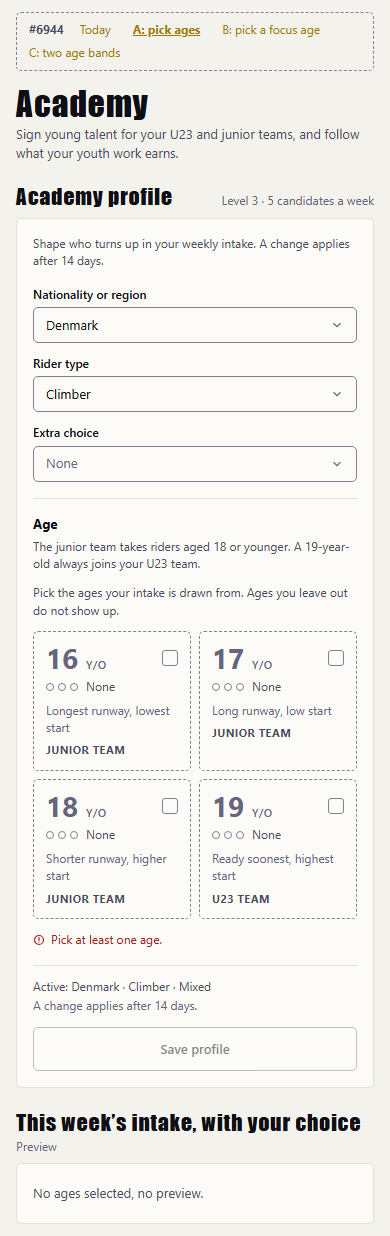 #6944 Today A: pick ages B: pick a focus age
C: two age bands
Academy
Sign young talent for your U23 and junior teams, and follow
what your youth work earns.
Academy profile Level 3 · 5 candidates a week
Shape who turns up in your weekly intake. A change applies
after 14 days.
Nationality or region
Denmark
Rider type
Climber
Extra choice
None
Age
The junior team takes riders aged 18 or younger. A 19-year-
old always joins your U23 team.
Pick the ages your intake is drawn from. Ages you leave out
do not show up.
16 Y/O
None
Longest runway, lowest
start
JUNIOR TEAM
17 Y/O
None
Long runway, low start
JUNIOR TEAM
18 Y/O
None
Shorter runway, higher
start
JUNIOR TEAM
19 Y/O
None
Ready soonest, highest
start
U23 TEAM
Pick at least one age.
Active: Denmark · Climber · Mixed
A change applies after 14 days.
Save profile
This week's intake, with your choice
Preview
No ages selected, no preview.